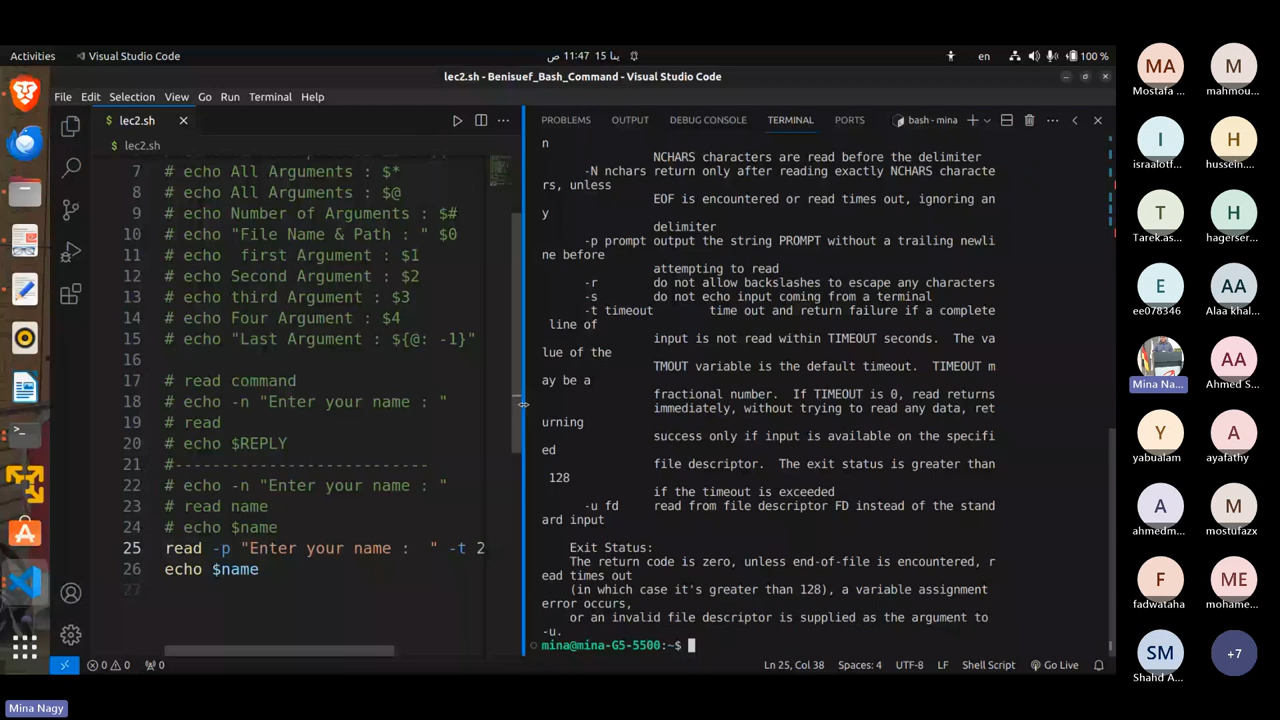 Activities
Visual Studio Code
ص 11:47 15 ينا
en
100 %
lec2.sh - Benisuef_Bash_Command - Visual Studio Code
File Edit Selection View Go Run Terminal Help
lec2.sh
lec2.sh
7 # echo All Arguments : $*
8 # echo All Arguments : $@
9 # echo Number of Arguments : $#
10 # echo "File Name & Path : " $0
11 # echo  first Argument : $1
12 # echo Second Argument : $2
13 # echo third Argument : $3
14 # echo Four Argument : $4
15 # echo "Last Argument : ${@: -1}"
16
17 # read command
18 # echo -n "Enter your name : "
19 # read
20 # echo $REPLY
21 #---------------------------
22 # echo -n "Enter your name : "
23 # read name
24 # echo $name
25 read -p "Enter your name :  " -t 2
26 echo $name
27
PROBLEMS OUTPUT DEBUG CONSOLE TERMINAL PORTS
bash - mina
n
NCHARS characters are read before the delimiter
-N nchars return only after reading exactly NCHARS characte
rs, unless
EOF is encountered or read times out, ignoring an
y
delimiter
-p prompt output the string PROMPT without a trailing newli
ne before
attempting to read
-r do not allow backslashes to escape any characters
-s do not echo input coming from a terminal
-t timeout time out and return failure if a complete
line of
input is not read within TIMEOUT seconds.  The va
lue of the
TMOUT variable is the default timeout.  TIMEOUT m
ay be a
fractional number.  If TIMEOUT is 0, read returns
immediately, without trying to read any data, ret
urning
success only if input is available on the specifi
ed
file descriptor.  The exit status is greater than
128
if the timeout is exceeded
-u fd read from file descriptor FD instead of the stand
ard input
Exit Status:
The return code is zero, unless end-of-file is encountered, r
ead times out
(in which case it's greater than 128), a variable assignment
error occurs,
or an invalid file descriptor is supplied as the argument to
-u.
mina@mina-G5-5500:~$
0 0 0
Ln 25, Col 38 Spaces: 4 UTF-8 LF Shell Script Go Live
MA
Mostafa ...
M
mahmou...
I
israalotf...
H
hussein....
T
Tarek.as...
H
hagerser...
E
ee078346
AA
Alaa khal...
Mina Na...
AA
Ahmed S...
Y
yabualam
A
ayafathy
A
ahmedm...
M
mostufazx
F
fadwataha
ME
mohame...
SM
Shahd A...
+7
Mina Nagy